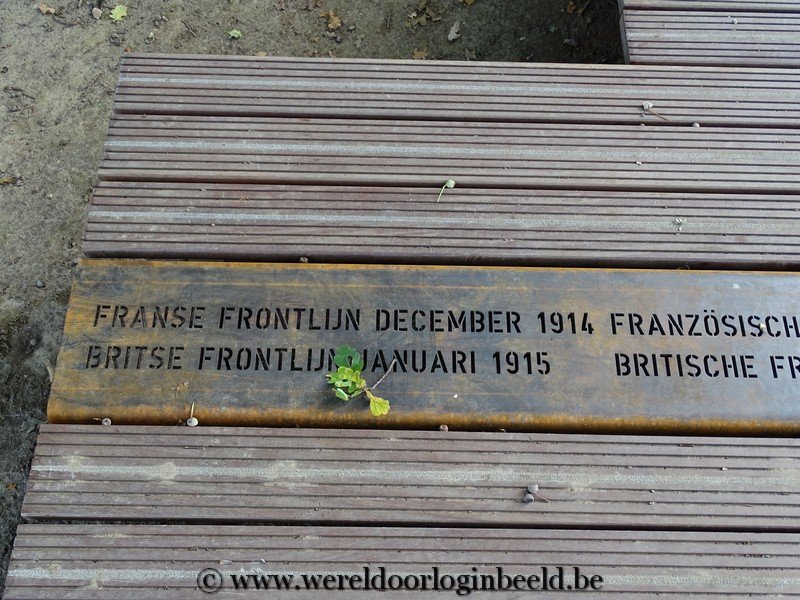 FRANSE FRONTLIJN DECEMBER 1914 FRANZÖSISCH
BRITSE FRONTLIJN JANUARI 1915 BRITISCHE FR
© www.wereldoorloginbeeld.be